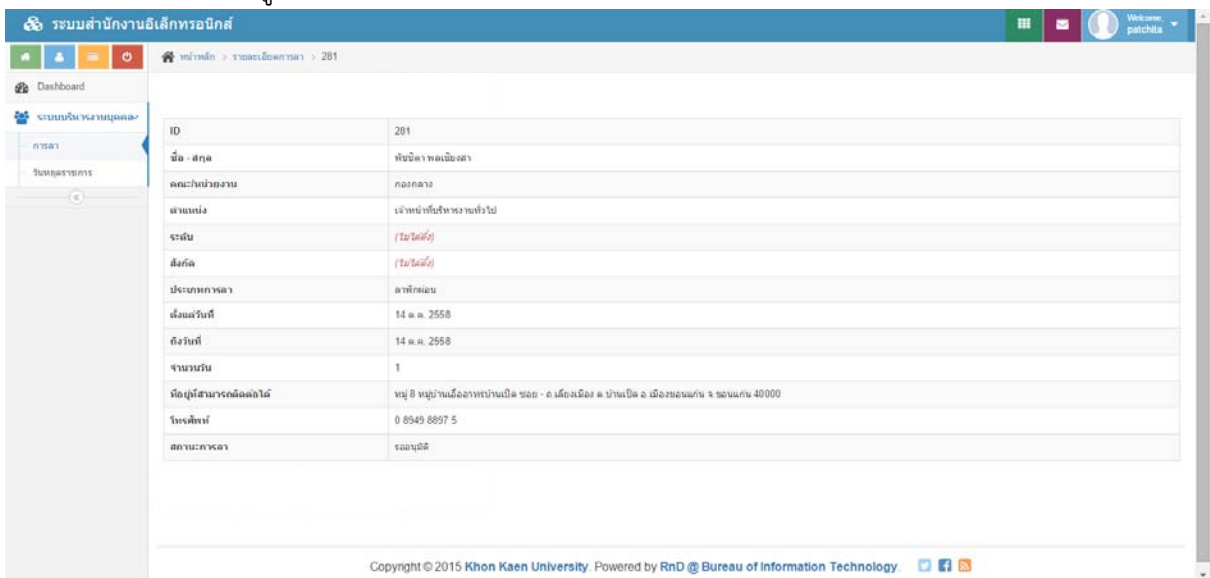 ู
ระบบสำนักงานอิเล็กทรอนิกส์
Welcome, patchita
หน้าหลัก > รายละเอียดการลา > 281
Dashboard
ระบบบริหารงานบุคคล
การลา
วันหยุดราชการ
ID 281
ชื่อ - สกุล พัชชิตา พลเชียงสา
คณะ/หน่วยงาน กองกลาง
ตำแหน่ง เจ้าหน้าที่บริหารงานทั่วไป
ระดับ (ไม่ได้ตั้ง)
สังกัด (ไม่ได้ตั้ง)
ประเภทการลา ลาพักผ่อน
ตั้งแต่วันที่ 14 ต.ค. 2558
ถึงวันที่ 14 ต.ค. 2558
จำนวนวัน 1
ที่อยู่ที่สามารถติดต่อได้ หมู่ 8 หมู่บ้านเอื้ออาทรบ้านเป็ด ซอย - ถ.เลี่ยงเมือง ต.บ้านเป็ด อ.เมืองขอนแก่น จ.ขอนแก่น 40000
โทรศัพท์ 0 8949 8897 5
สถานะการลา รออนุมัติ
Copyright © 2015 Khon Kaen University. Powered by RnD @ Bureau of Information Technology.